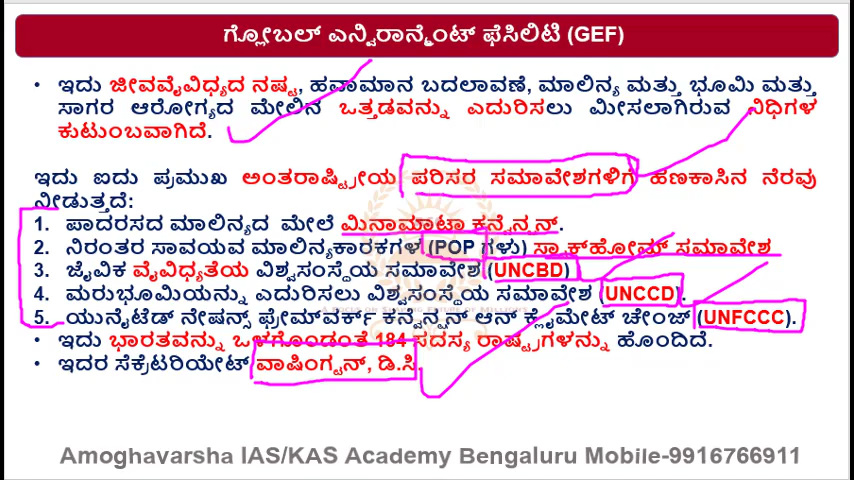 ಗ್ಲೋಬಲ್ ಎನ್ವಿರಾನ್ಮೆಂಟ್ ಫೆಸಿಲಿಟಿ (GEF)
• ಇದು ಜೀವವೈವಿಧ್ಯದ ನಷ್ಟ, ಹವಾಮಾನ ಬದಲಾವಣೆ, ಮಾಲಿನ್ಯ ಮತ್ತು ಭೂಮಿ ಮತ್ತು
ಸಾಗರ ಆರೋಗ್ಯದ ಮೇಲಿನ ಒತ್ತಡವನ್ನು ಎದುರಿಸಲು ಮೀಸಲಾಗಿರುವ ನಿಧಿಗಳ
ಕುಟುಂಬವಾಗಿದೆ.
ಇದು ಐದು ಪ್ರಮುಖ ಅಂತರಾಷ್ಟ್ರೀಯ ಪರಿಸರ ಸಮಾವೇಶಗಳಿಗೆ ಹಣಕಾಸಿನ ನೆರವು
ನೀಡುತ್ತದೆ:
1. ಪಾದರಸದ ಮಾಲಿನ್ಯದ ಮೇಲೆ ಮಿನಾಮಾಟಾ ಕನ್ವೆನ್ಷನ್.
2. ನಿರಂತರ ಸಾವಯವ ಮಾಲಿನ್ಯಕಾರಕಗಳ (POP ಗಳು) ಸ್ಟಾಕ್‌ಹೋಮ್ ಸಮಾವೇಶ
3. ಜೈವಿಕ ವೈವಿಧ್ಯತೆಯ ವಿಶ್ವಸಂಸ್ಥೆಯ ಸಮಾವೇಶ (UNCBD)
4. ಮರುಭೂಮಿಯನ್ನು ಎದುರಿಸಲು ವಿಶ್ವಸಂಸ್ಥೆಯ ಸಮಾವೇಶ (UNCCD).
5. ಯುನೈಟೆಡ್ ನೇಷನ್ಸ್ ಫ್ರೇಮ್‌ವರ್ಕ್ ಕನ್ವೆನ್ಷನ್ ಆನ್ ಕ್ಲೈಮೇಟ್ ಚೇಂಜ್ (UNFCCC).
• ಇದು ಭಾರತವನ್ನು ಒಳಗೊಂಡಂತೆ 184 ಸದಸ್ಯ ರಾಷ್ಟ್ರಗಳನ್ನು ಹೊಂದಿದೆ.
• ಇದರ ಸೆಕ್ರೆಟರಿಯೇಟ್ ವಾಷಿಂಗ್ಟನ್, ಡಿ.ಸಿ.
Amoghavarsha IAS/KAS Academy Bengaluru Mobile-9916766911